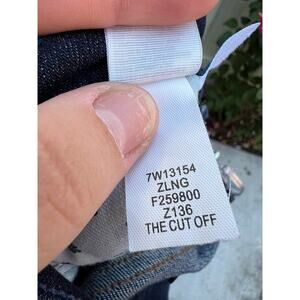 7W13154
ZLNG
F259800
Z136
THE CUT OFF